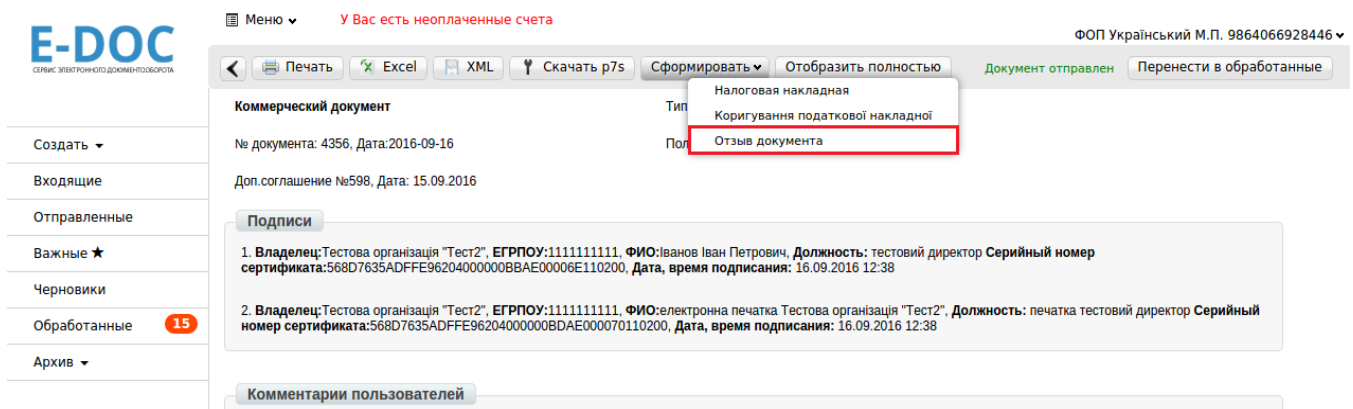 Меню
У Вас есть неоплаченные счета
ФОП Український М.П. 9864066928446
E-DOC
СЕРВИС ЭЛЕКТРОННОГО ДОКУМЕНТООБОРОТА
Печать Excel XML Скачать p7s Сформировать Отобразить полностью Документ отправлен Перенести в обработанные
Налоговая накладная
Коригування податкової накладної
Отзыв документа
Коммерческий документ
Тип
№ документа: 4356, Дата:2016-09-16
Пол
Доп.соглашение №598, Дата: 15.09.2016
Создать
Входящие
Отправленные
Важные ★
Черновики
Обработанные 15
Архив
Подписи
1. Владелец:Тестова організація "Тест2", ЕГРПОУ:1111111111, ФИО:Іванов Іван Петрович, Должность: тестовий директор Серийный номер
сертификата:568D7635ADFFE96204000000BBAE00006E110200, Дата, время подписания: 16.09.2016 12:38
2. Владелец:Тестова організація "Тест2", ЕГРПОУ:1111111111, ФИО:електронна печатка Тестова організація "Тест2", Должность: печатка тестовий директор Серийный
номер сертификата:568D7635ADFFE96204000000BDAE000070110200, Дата, время подписания: 16.09.2016 12:38
Комментарии пользователей